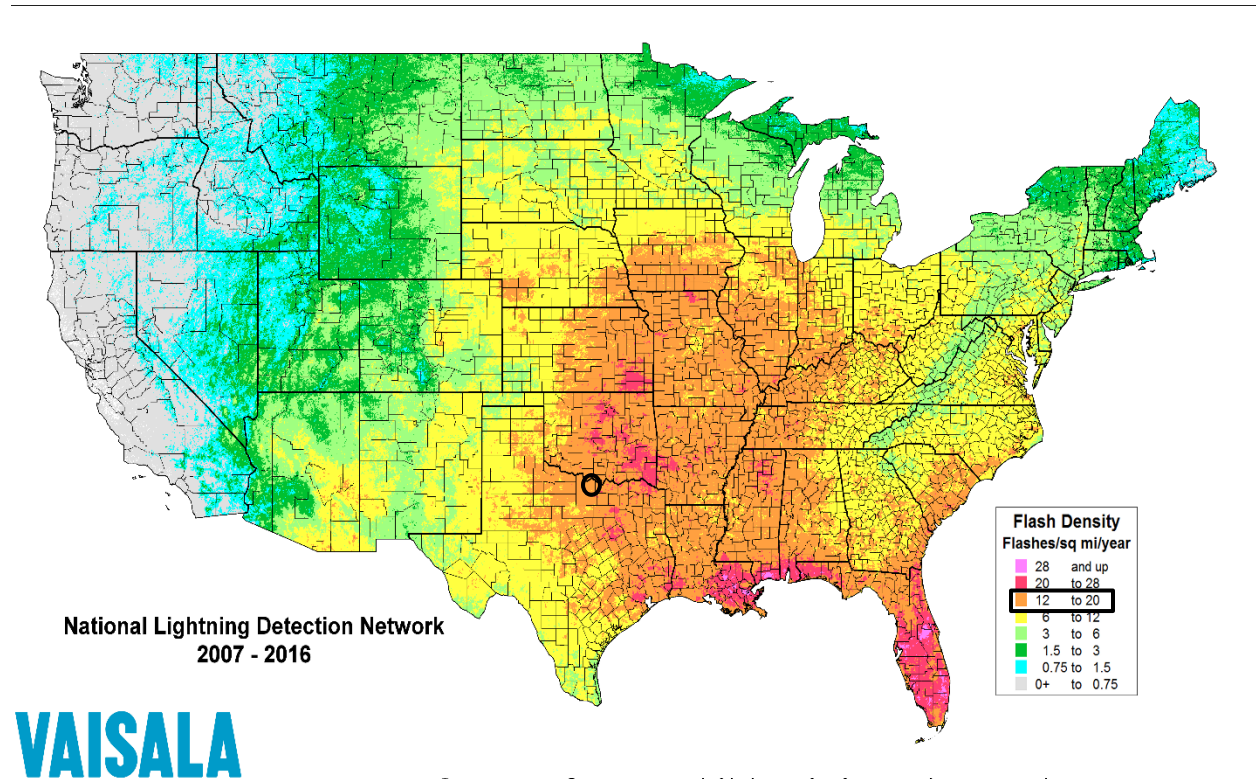 Flash Density
Flashes/sq mi/year
28 and up
20 to 28
12 to 20
6 to 12
3 to 6
1.5 to 3
0.75 to 1.5
0+ to 0.75
National Lightning Detection Network
2007 - 2016
VAISALA